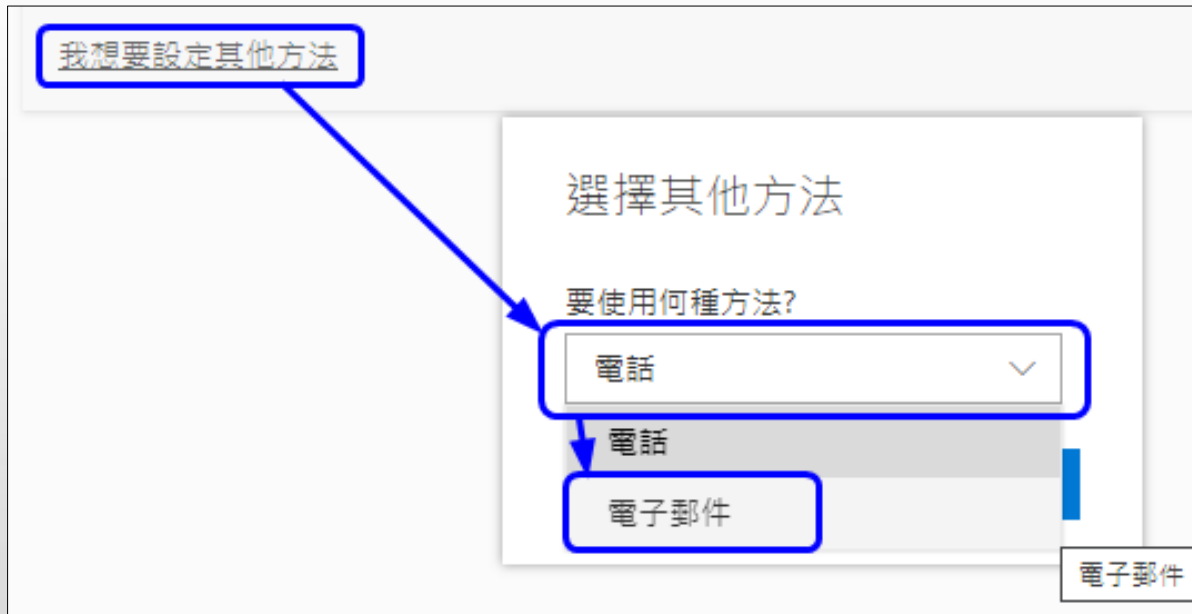 我想要設定其他方法
選擇其他方法
要使用何種方法?
電話
電話
電子郵件
電子郵件